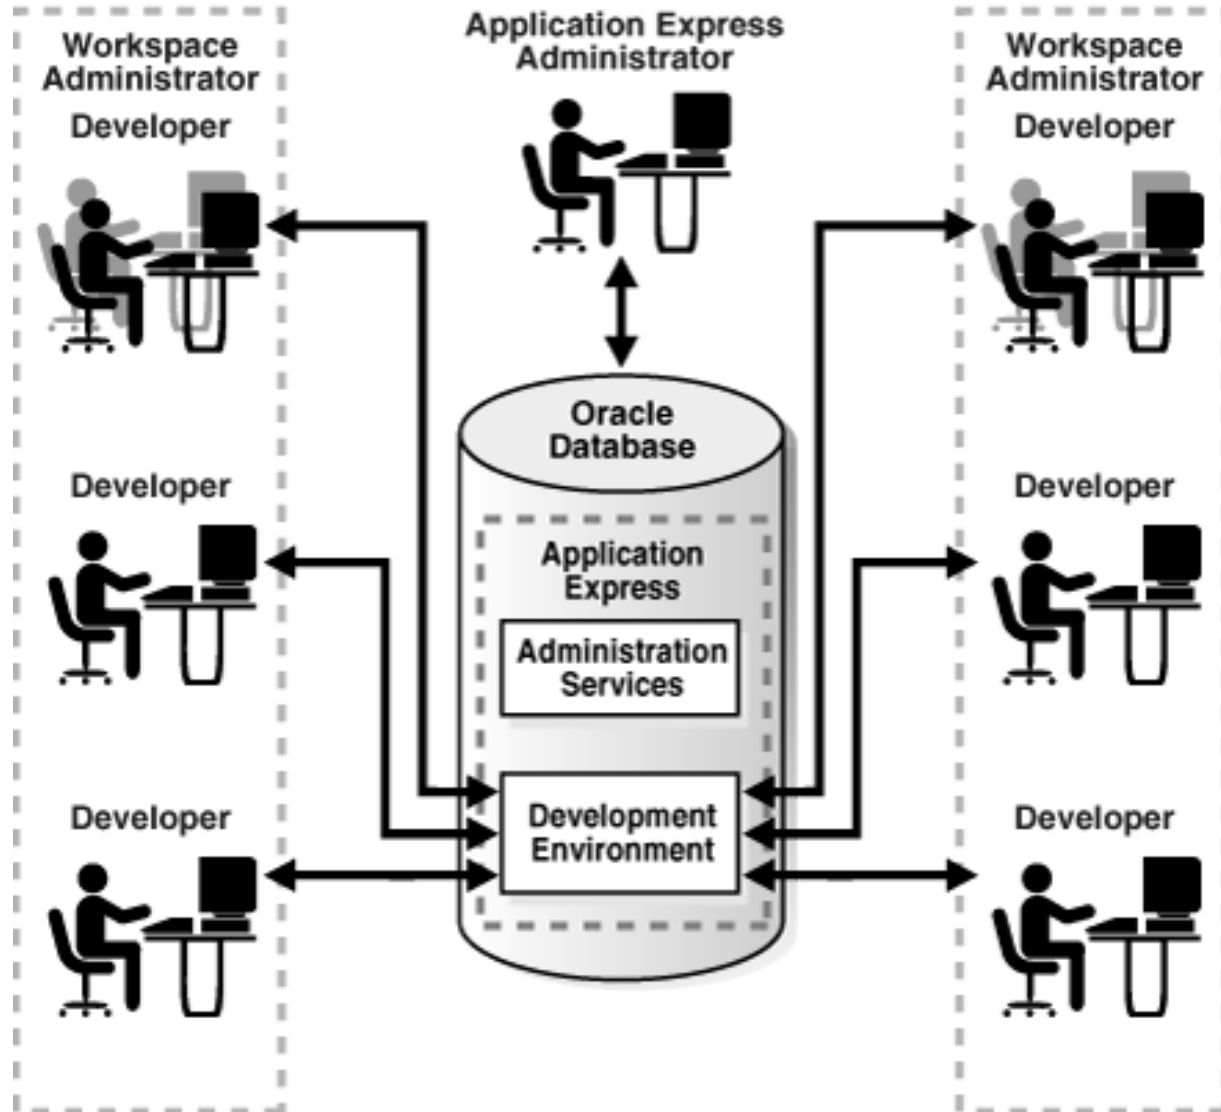 Workspace
Administrator
Developer
Developer
Developer
Application Express
Administrator
Oracle
Database
Application
Express
Administration
Services
Development
Environment
Workspace
Administrator
Developer
Developer
Developer